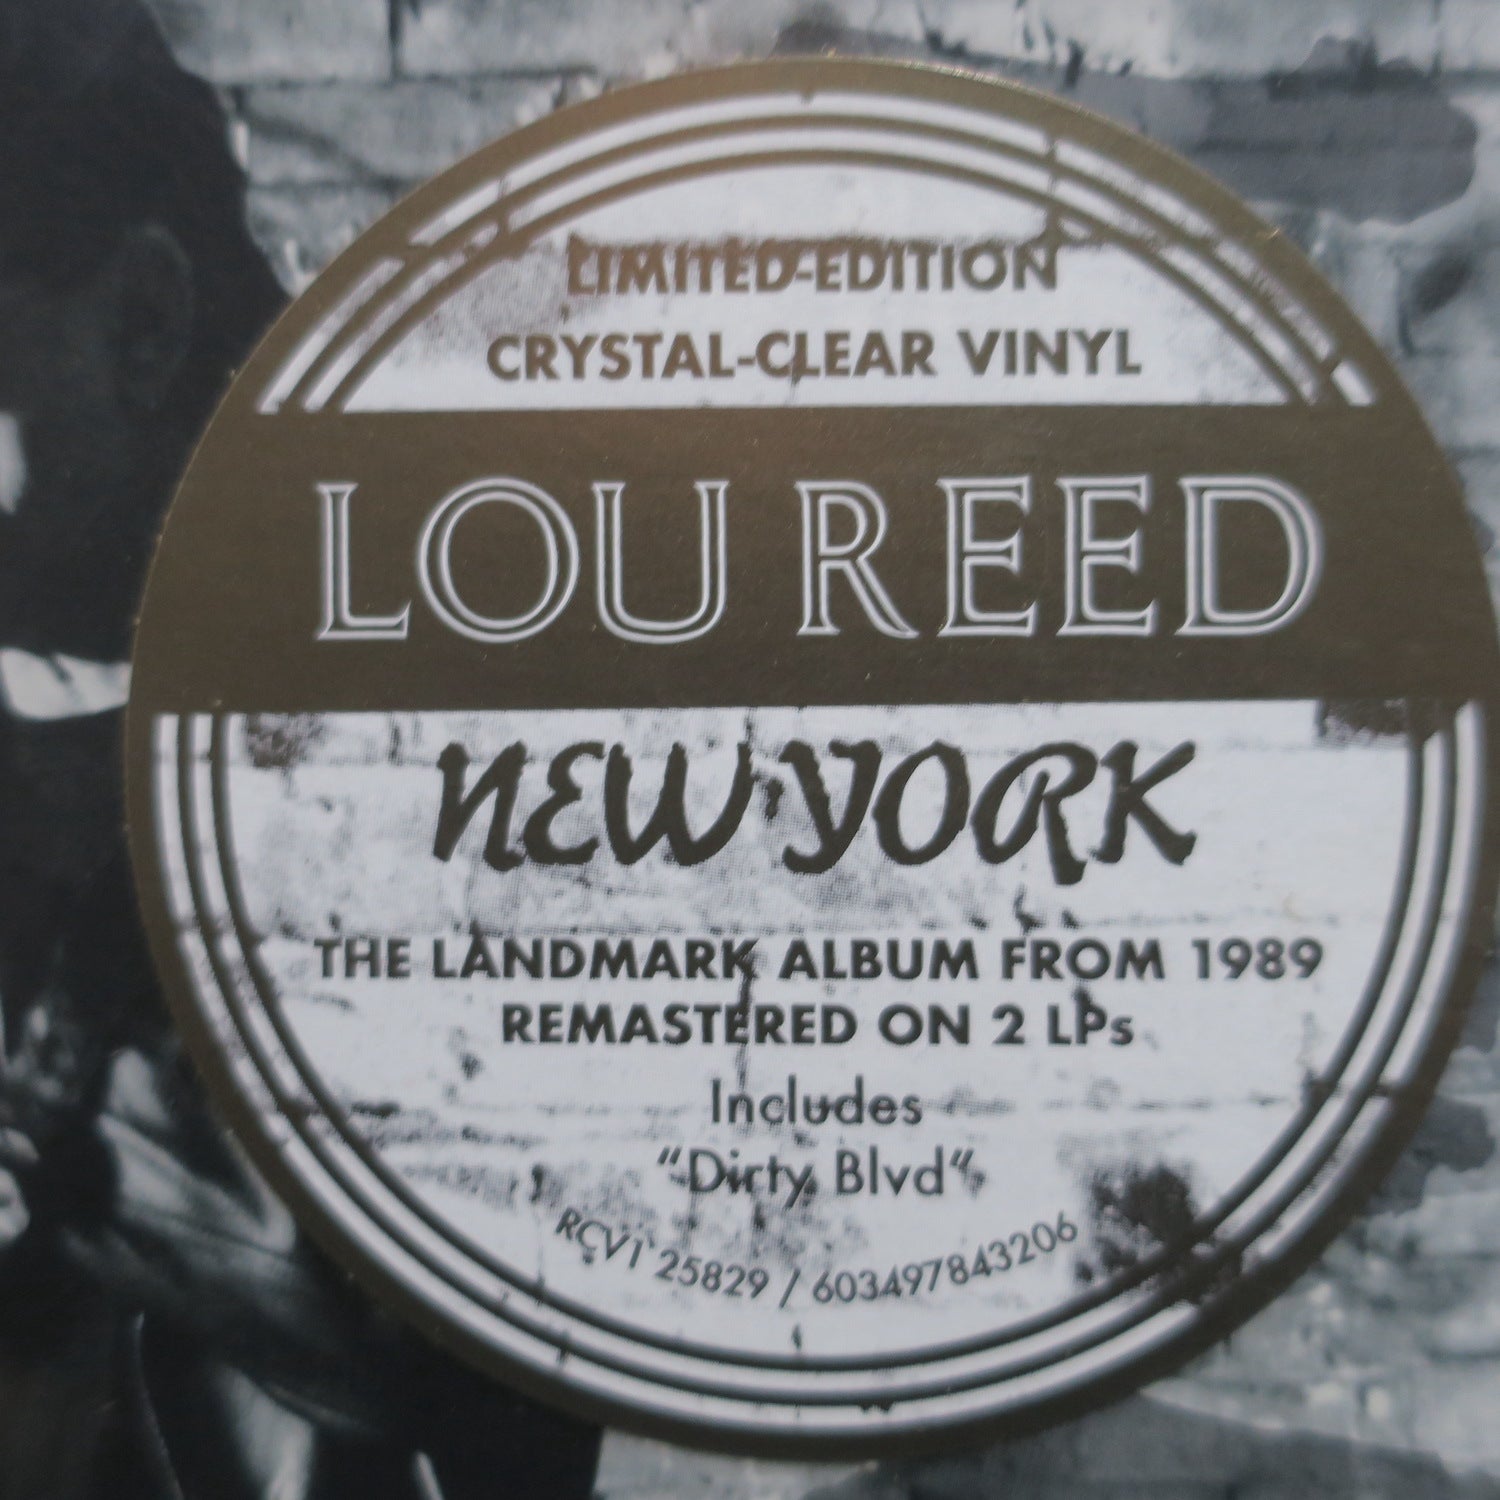 LIMITED-EDITION
CRYSTAL-CLEAR VINYL
LOU REED
NEW YORK
THE LANDMARK ALBUM FROM 1989
REMASTERED ON 2 LPs
Includes
“Dirty Blvd“
RCV1 25829 / 603497843206